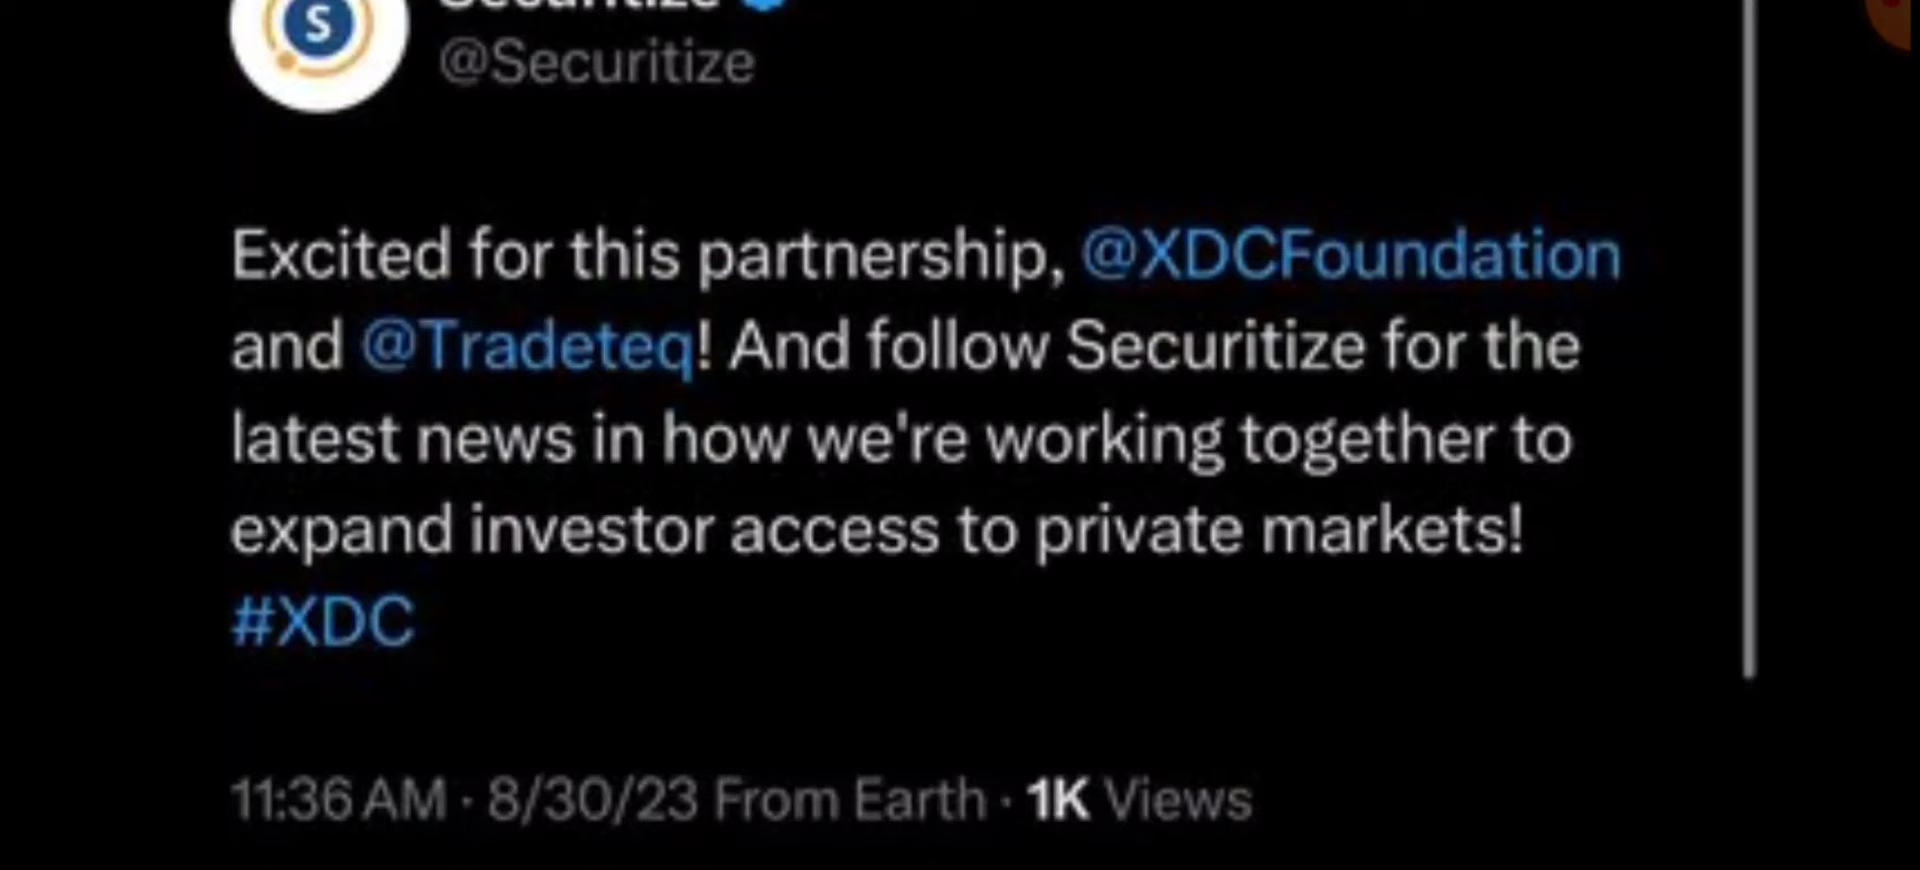 S
Securitize
@Securitize
Excited for this partnership, @XDCFoundation
and @Tradeteq! And follow Securitize for the
latest news in how we're working together to
expand investor access to private markets!
#XDC
11:36 AM · 8/30/23 From Earth · 1K Views